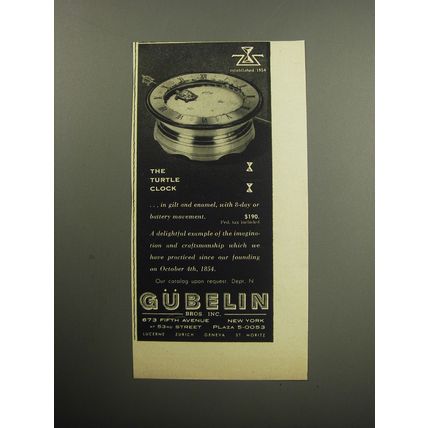 established 1854
THE
TURTLE
CLOCK
... in gilt and enamel, with 8-day or
battery movement. $190.
Fed. tax included
A delightful example of the imagina-
tion and craftsmanship which we
have practiced since our founding
on October 4th, 1854.
Our catalog upon request. Dept. N
GÜBELIN
BROS INC.
673 FIFTH AVENUE NEW YORK
AT 53RD STREET PLAZA 5-0053
LUCERNE ZURICH GENEVA ST MORITZ